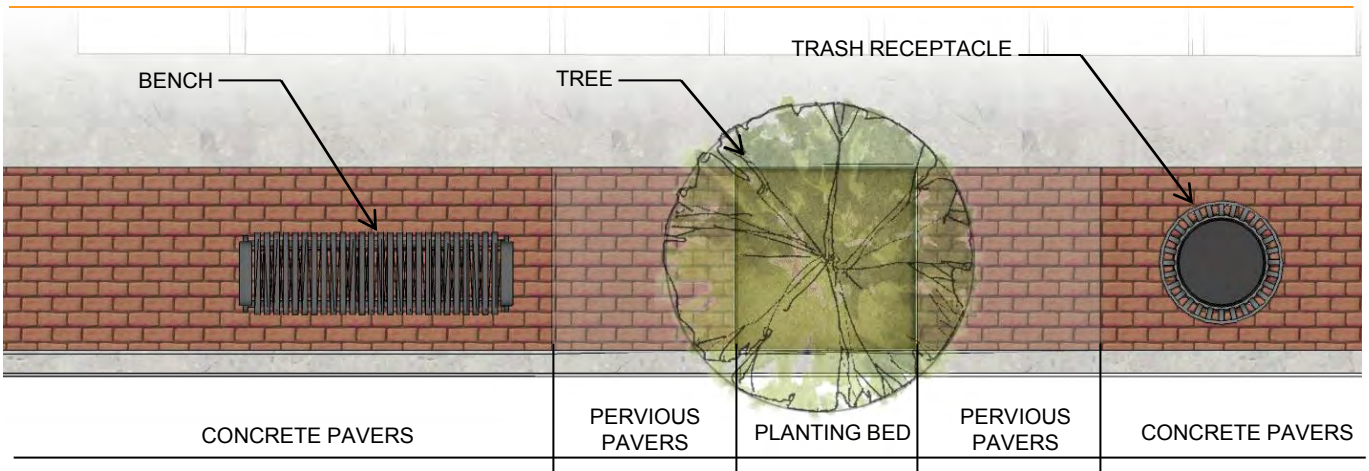 TRASH RECEPTACLE
BENCH
TREE
CONCRETE PAVERS
PERVIOUS
PAVERS
PLANTING BED
PERVIOUS
PAVERS
CONCRETE PAVERS